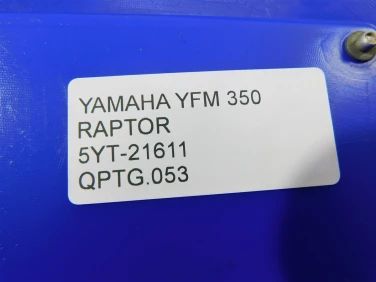 YAMAHA YFM 350
RAPTOR
5YT-21611
QPTG.053